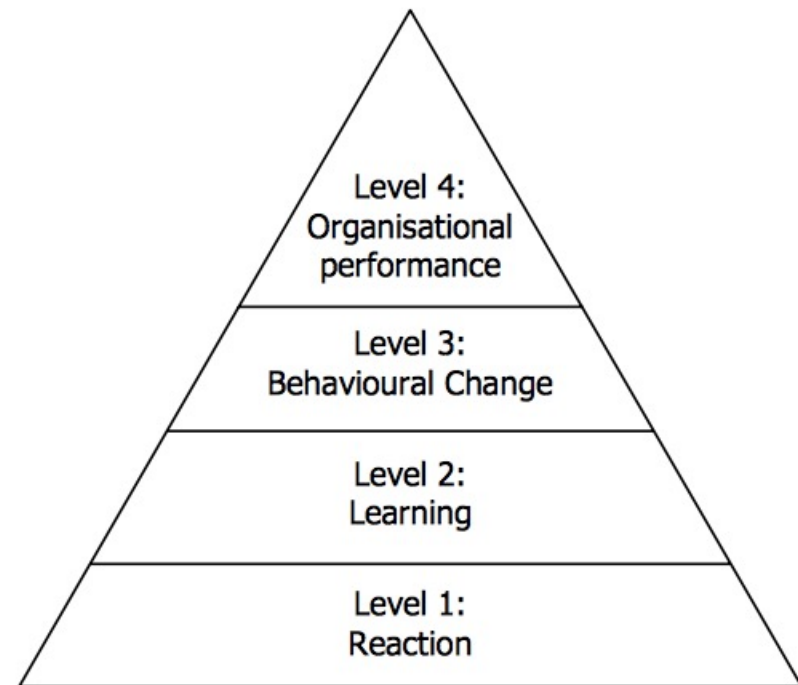 Level 4:
Organisational
performance
Level 3:
Behavioural Change
Level 2:
Learning
Level 1:
Reaction